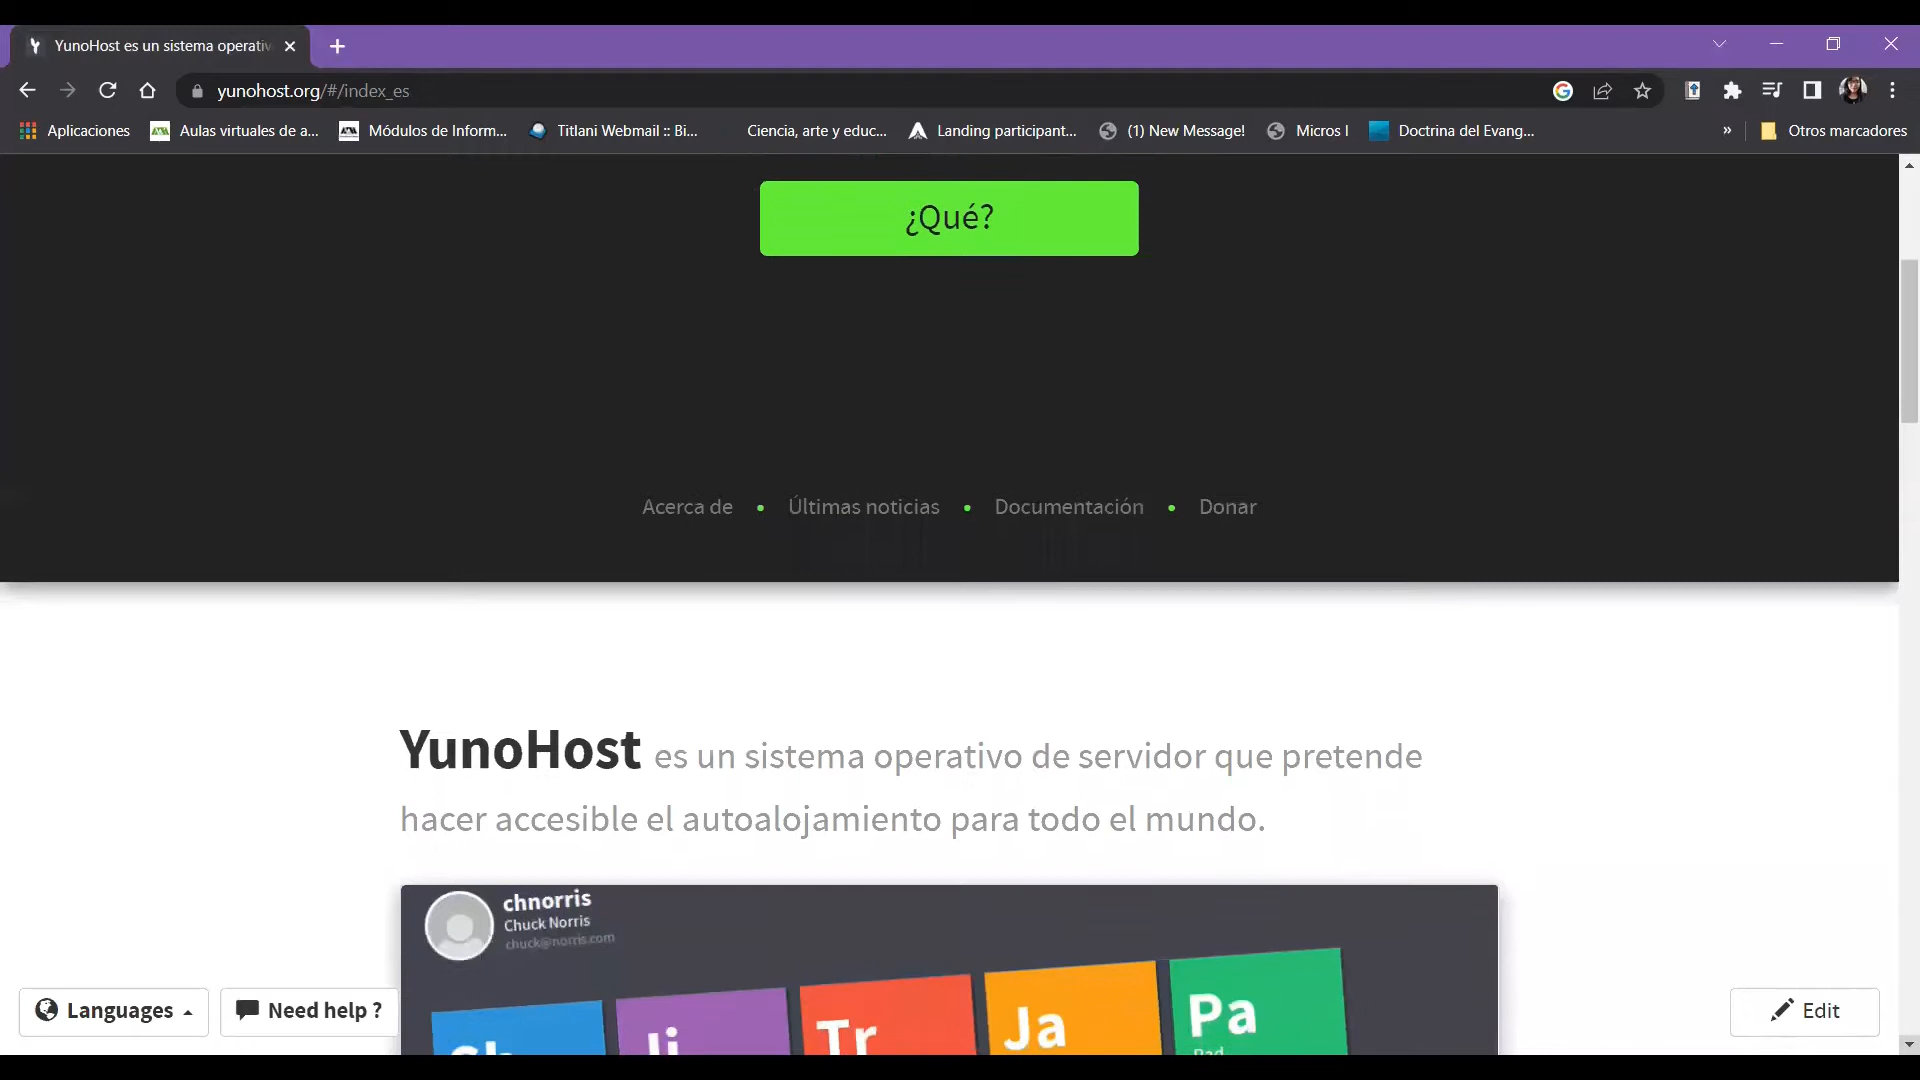 YunoHost es un sistema operativ
yunohost.org/#/index_es
Aplicaciones
Aulas virtuales de a...
Módulos de Inform...
Titlani Webmail :: Bi...
Ciencia, arte y educ...
Landing participant...
(1) New Message!
Micros I
Doctrina del Evang...
»
Otros marcadores
¿Qué?
Acerca de • Últimas noticias • Documentación • Donar
YunoHost es un sistema operativo de servidor que pretende
hacer accesible el autoalojamiento para todo el mundo.
chnorris
Chuck Norris
chuck@norris.com
Ji
Tr
Ja
Pa
Pad
Languages
Need help ?
Edit